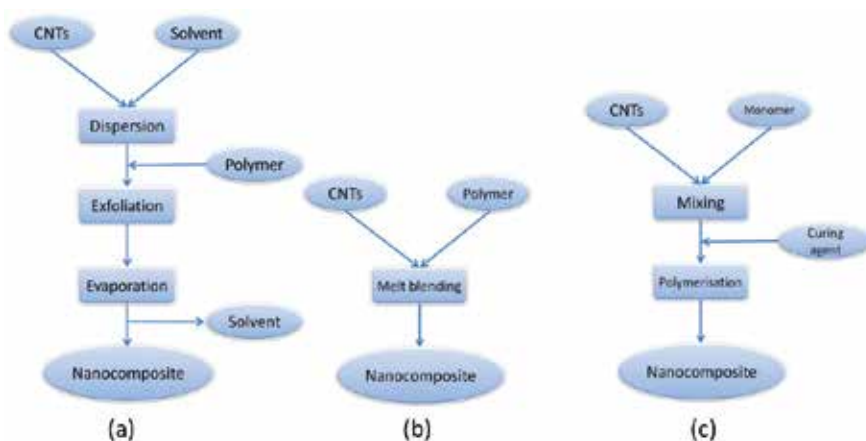 CNTs
Solvent
Dispersion
Polymer
Exfoliation
Evaporation
Solvent
Nanocomposite
(a)
CNTs
Polymer
Melt blending
Nanocomposite
(b)
CNTs
Monomer
Mixing
Curing
agent
Polymerisation
Nanocomposite
(c)